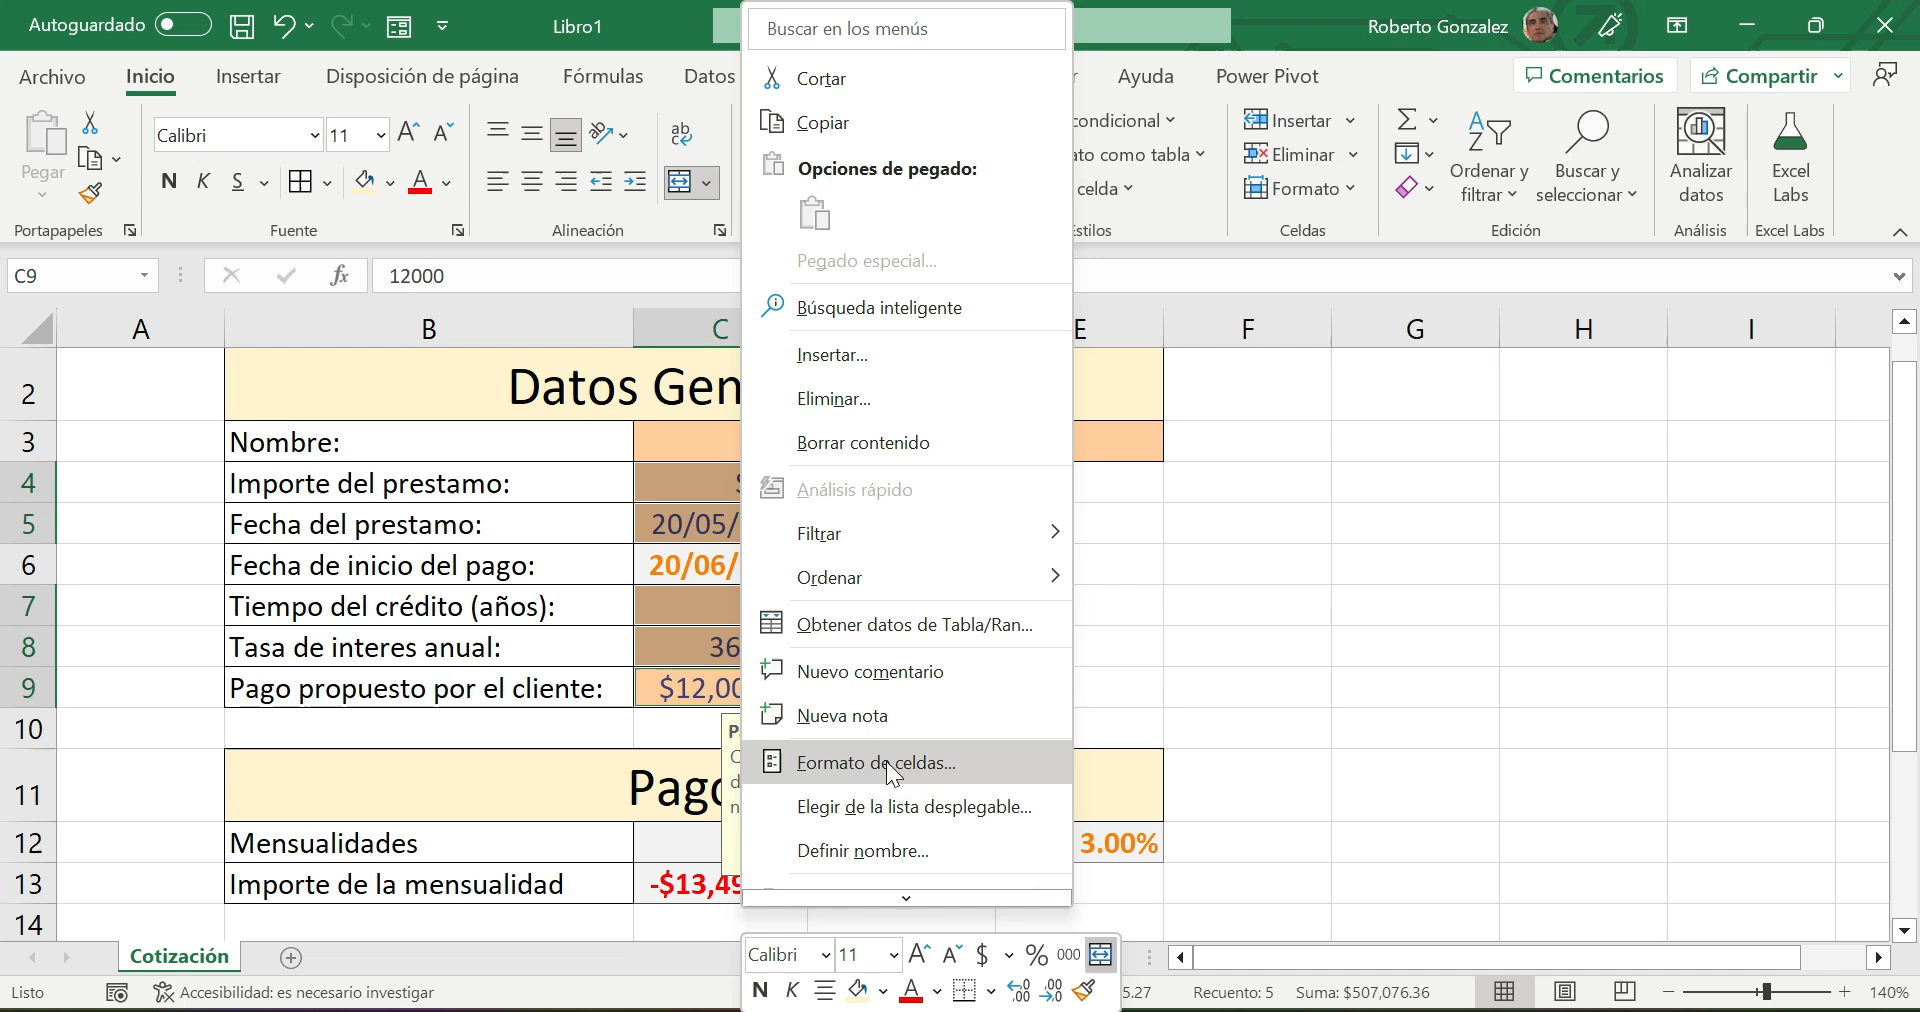 Autoguardado
Libro1
Roberto Gonzalez
Archivo Inicio Insertar Disposición de página Fórmulas Datos Ayuda Power Pivot
Comentarios Compartir
Pegar
Calibri 11
N K S
Portapapeles Fuente Alineación
condicional
como tabla
celda
Estilos
Insertar
Eliminar
Formato
Celdas
Ordenar y
filtrar
Buscar y
seleccionar
Edición
Analizar
datos
Análisis
Excel
Labs
Excel Labs
C9 fx 12000
A B C E F G H I
2 Datos Gen
3 Nombre:
4 Importe del prestamo: $
5 Fecha del prestamo: 20/05/
6 Fecha de inicio del pago: 20/06/
7 Tiempo del crédito (años):
8 Tasa de interes anual: 36
9 Pago propuesto por el cliente: $12,00
10
11 Pago
12 Mensualidades 3.00%
13 Importe de la mensualidad -$13,49
14
Buscar en los menús
Cortar
Copiar
Opciones de pegado:
Pegado especial...
Búsqueda inteligente
Insertar...
Eliminar...
Borrar contenido
Análisis rápido
Filtrar
Ordenar
Obtener datos de Tabla/Ran...
Nuevo comentario
Nueva nota
Formato de celdas...
Elegir de la lista desplegable...
Definir nombre...
Calibri 11 A A $ % 000
N K A
Cotización
Listo
Accesibilidad: es necesario investigar
5.27 Recuento: 5 Suma: $507,076.36
140%